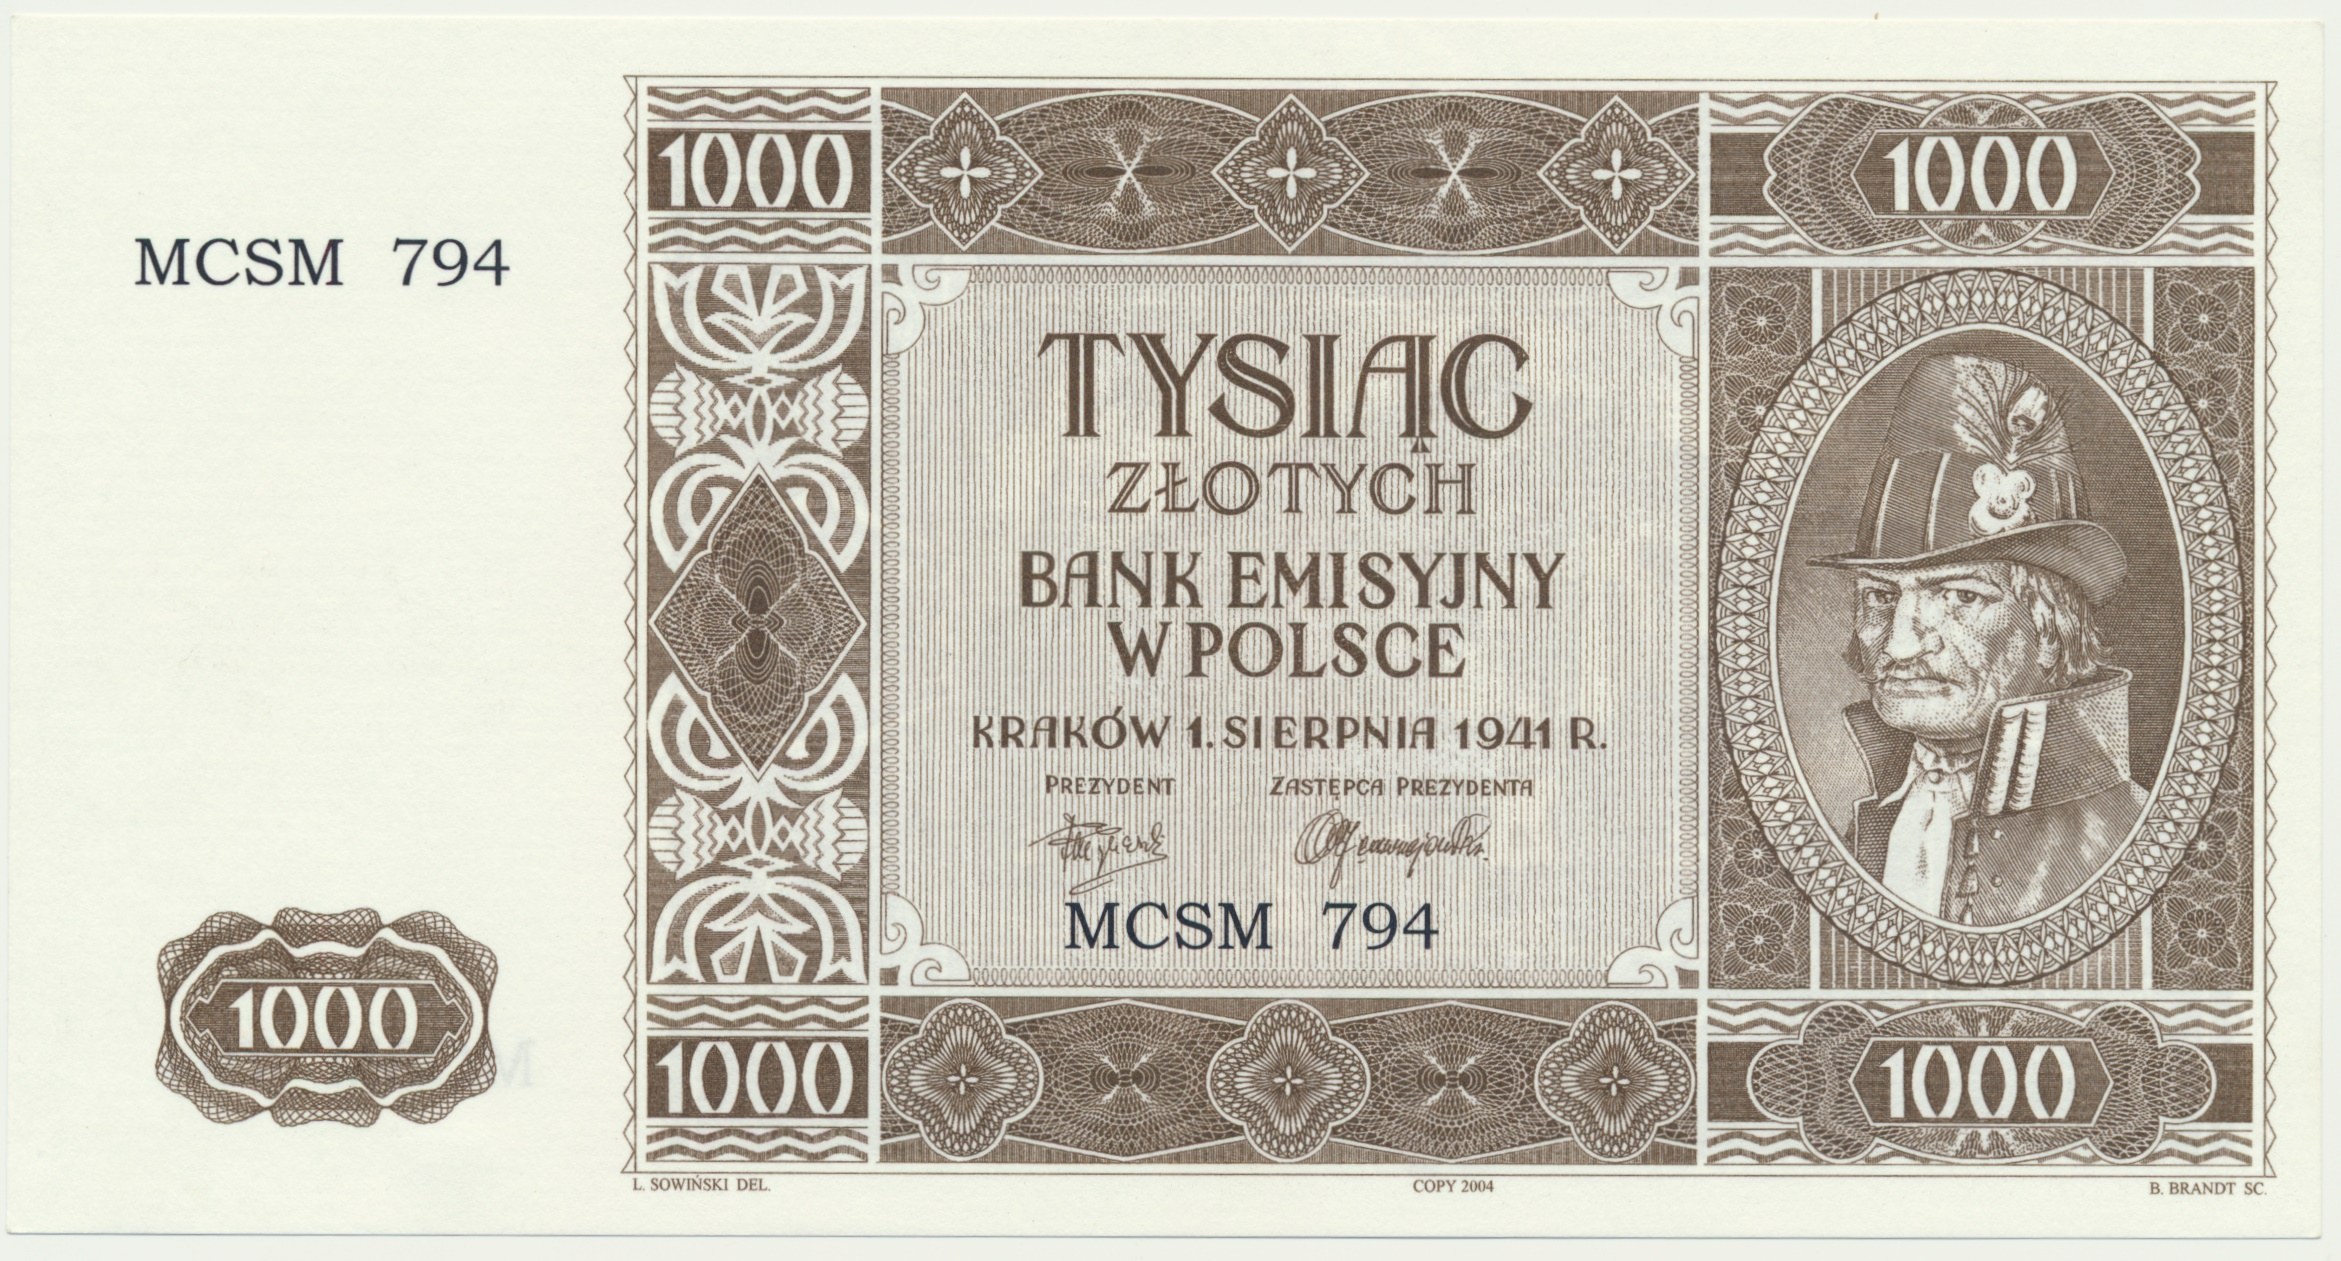 1000
1000
MCSM 794
TYSIĄC
ZŁOTYCH
BANK EMISYJNY
W POLSCE
KRAKÓW 1. SIERPNIA 1941 R.
PREZYDENT ZASTĘPCA PREZYDENTA
MCSM 794
1000
1000
1000
L. SOWIŃSKI DEL.
COPY 2004
B. BRANDT SC.